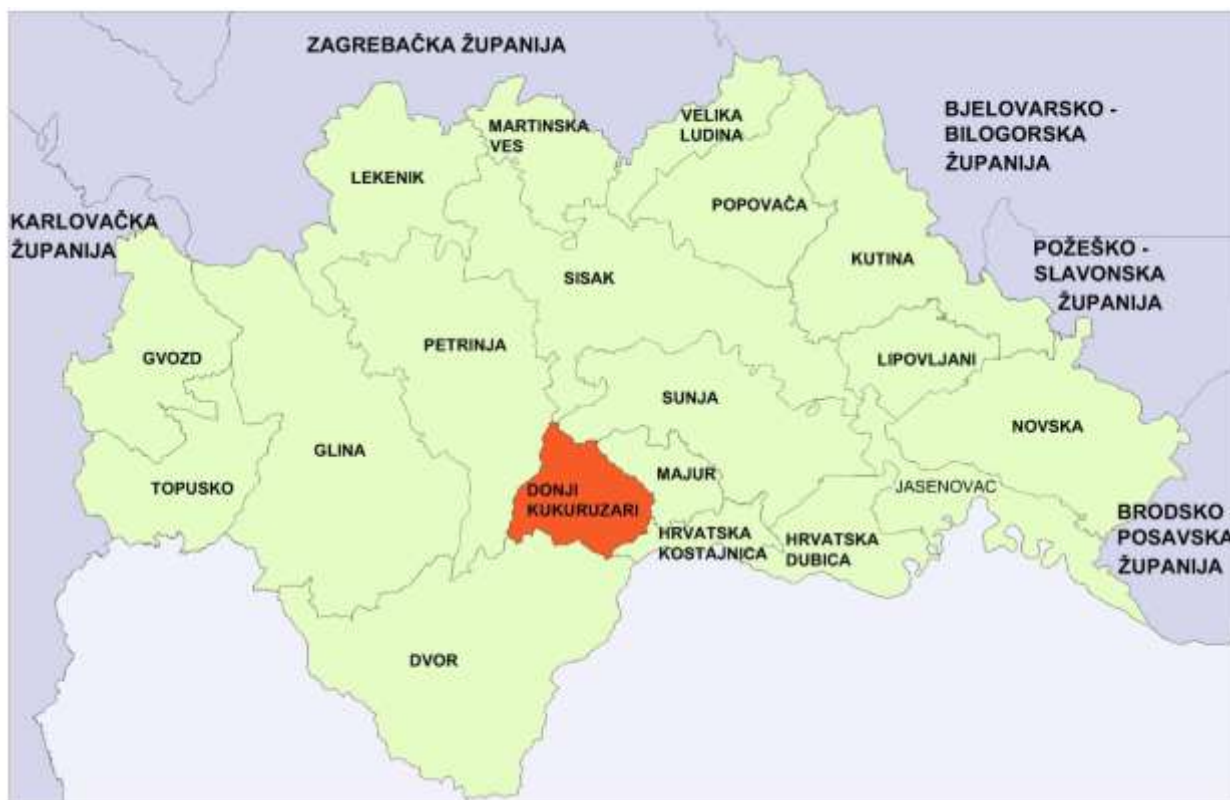 ZAGREBAČKA ŽUPANIJA
MARTINSKA
VES
VELIKA
LUDINA
BJELOVARSKO -
BILOGORSKA
ŽUPANIJA
LEKENIK
POPOVAČA
KARLOVAČKA
ŽUPANIJA
KUTINA
POŽEŠKO -
SLAVONSKA
ŽUPANIJA
SISAK
GVOZD
PETRINJA
LIPOVLJANI
SUNJA
NOVSKA
GLINA
TOPUSKO
DONJI
KUKURUZARI
MAJUR
JASENOVAC
HRVATSKA
KOSTAJNICA
HRVATSKA
DUBICA
BRODSKO
POSAVSKA
ŽUPANIJA
DVOR